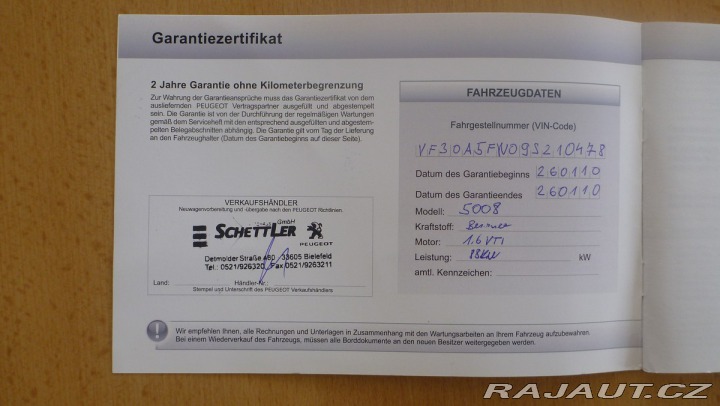 Garantiezertifikat
2 Jahre Garantie ohne Kilometerbegrenzung
Zur Wahrung der Garantieansprüche muss das Garantiezertifikat von dem
ausliefernden PEUGEOT Vertragspartner ausgefüllt und abgestempelt
sein. Die Garantie ist von der Durchführung der regelmäßigen Wartungen
gemäß dem Serviceheft mit den entsprechend ausgefüllten und abgestem-
pelten Belegabschnitten abhängig. Die Garantie gilt vom Tag der Lieferung
an den Fahrzeughalter (Datum des Garantiebeginns auf dieser Seite).
VERKAUFSHÄNDLER
Neuwagenvorbereitung und -übergabe nach den PEUGEOT Richtlinien.
GmbH
SCHETTLER
PEUGEOT
Detmolder Straße 460 33605 Bielefeld
Tel.: 0521/926320 Fax 0521/9263211
Land: Händler-Nr.:
Stempel und Unterschrift des PEUGEOT Verkaufshändlers
FAHRZEUGDATEN
Fahrgestellnummer (VIN-Code)
VF30A5FW09S210478
Datum des Garantiebeginns 260110
Datum des Garantieendes 260110
Modell: 5008
Kraftstoff:
Motor: 1.6 VTI
Leistung: 88kW kW
amtl. Kennzeichen:
Wir empfehlen Ihnen, alle Rechnungen und Unterlagen in Zusammenhang mit den Wartungsarbeiten an Ihrem Fahrzeug aufzubewahren.
Bei einem Wiederverkauf des Fahrzeugs, müssen alle Borddokumente an den neuen Besitzer weitergegeben werden.
RAJAUT.CZ